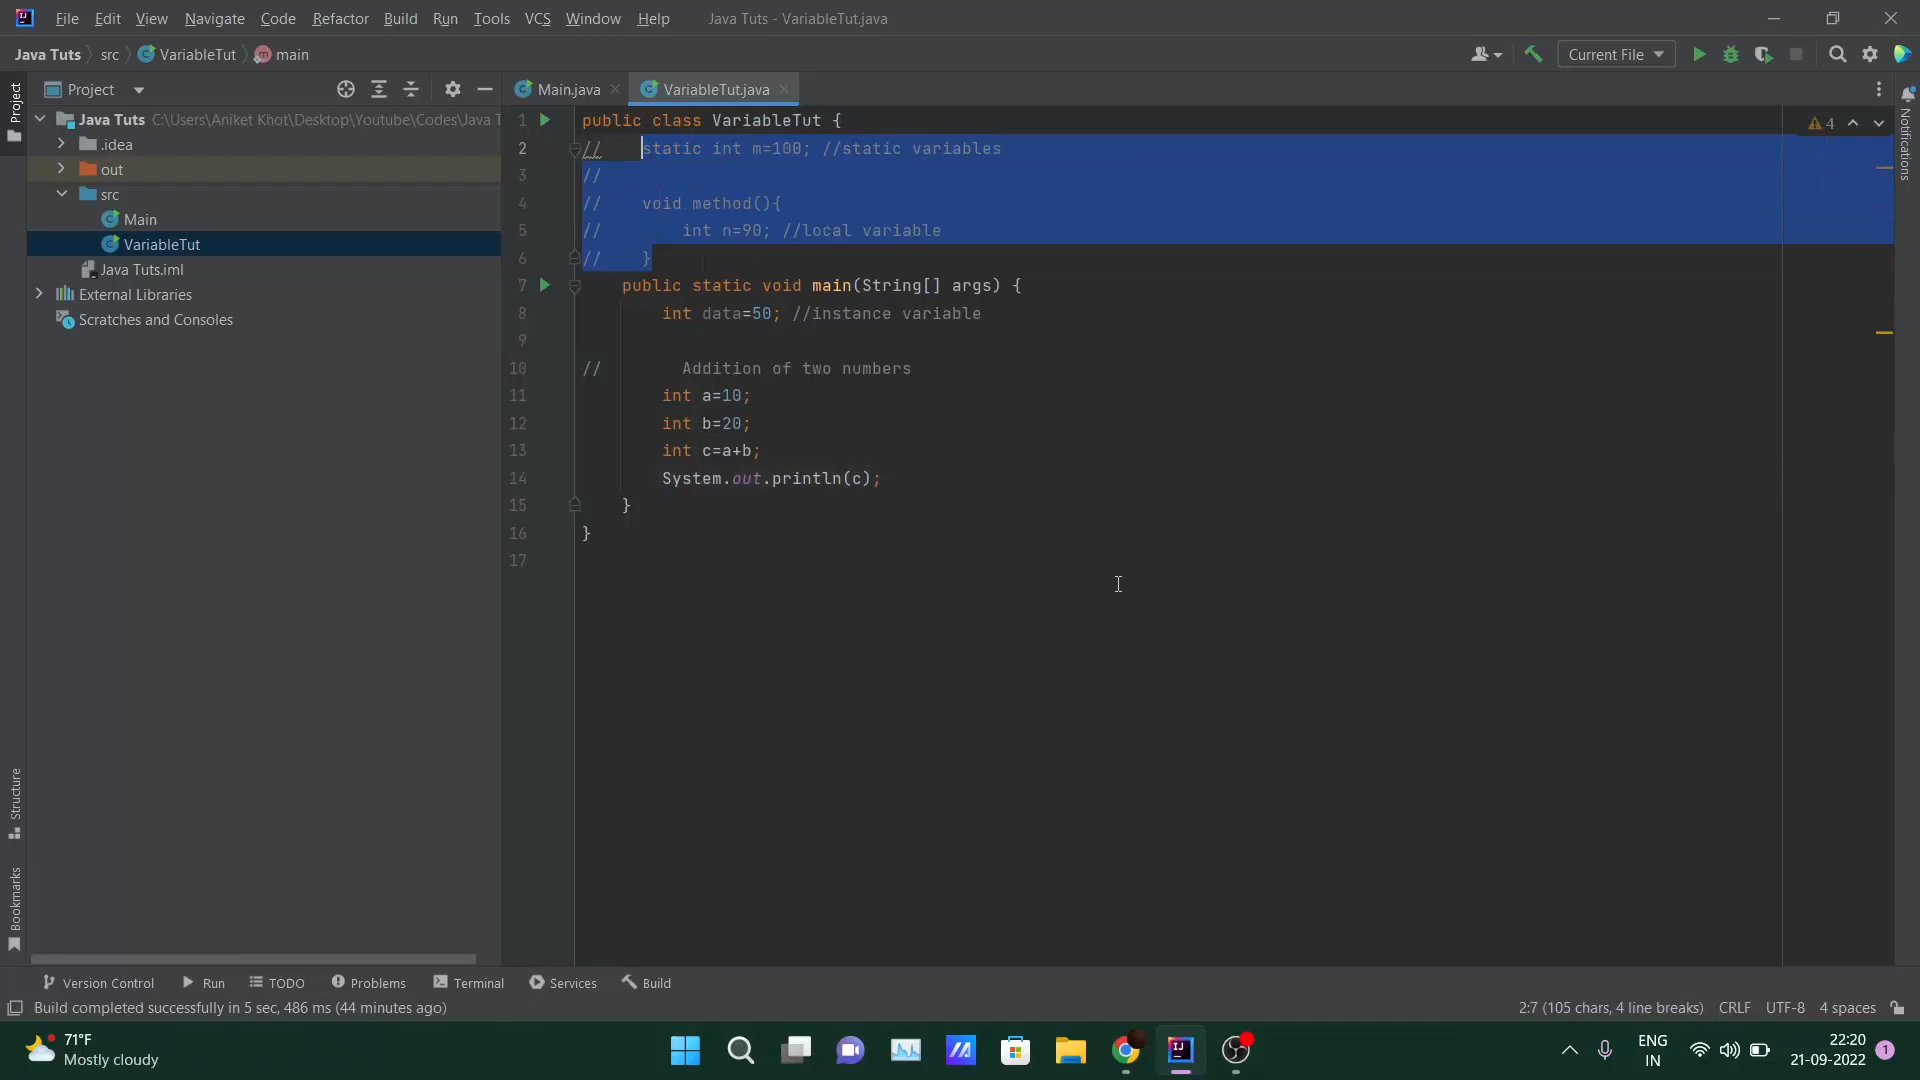 File Edit View Navigate Code Refactor Build Run Tools VCS Window Help Java Tuts - VariableTut.java
Java Tuts src VariableTut main Current File
Project Main.java VariableTut.java
Project
Java Tuts C:\Users\Aniket Khot\Desktop\Youtube\Codes\Java T
.idea
out
src
Main
VariableTut
Java Tuts.iml
External Libraries
Scratches and Consoles
Structure
Bookmarks
1 public class VariableTut {
2 // static int m=100; //static variables
3 //
4 // void method(){
5 // int n=90; //local variable
6 // }
7 public static void main(String[] args) {
8 int data=50; //instance variable
9
10 // Addition of two numbers
11 int a=10;
12 int b=20;
13 int c=a+b;
14 System.out.println(c);
15 }
16 }
17
4
Notifications
Version Control Run TODO Problems Terminal Services Build
Build completed successfully in 5 sec, 486 ms (44 minutes ago) 2:7 (105 chars, 4 line breaks) CRLF UTF-8 4 spaces
71°F
Mostly cloudy
ENG
IN
22:20
21-09-2022
1